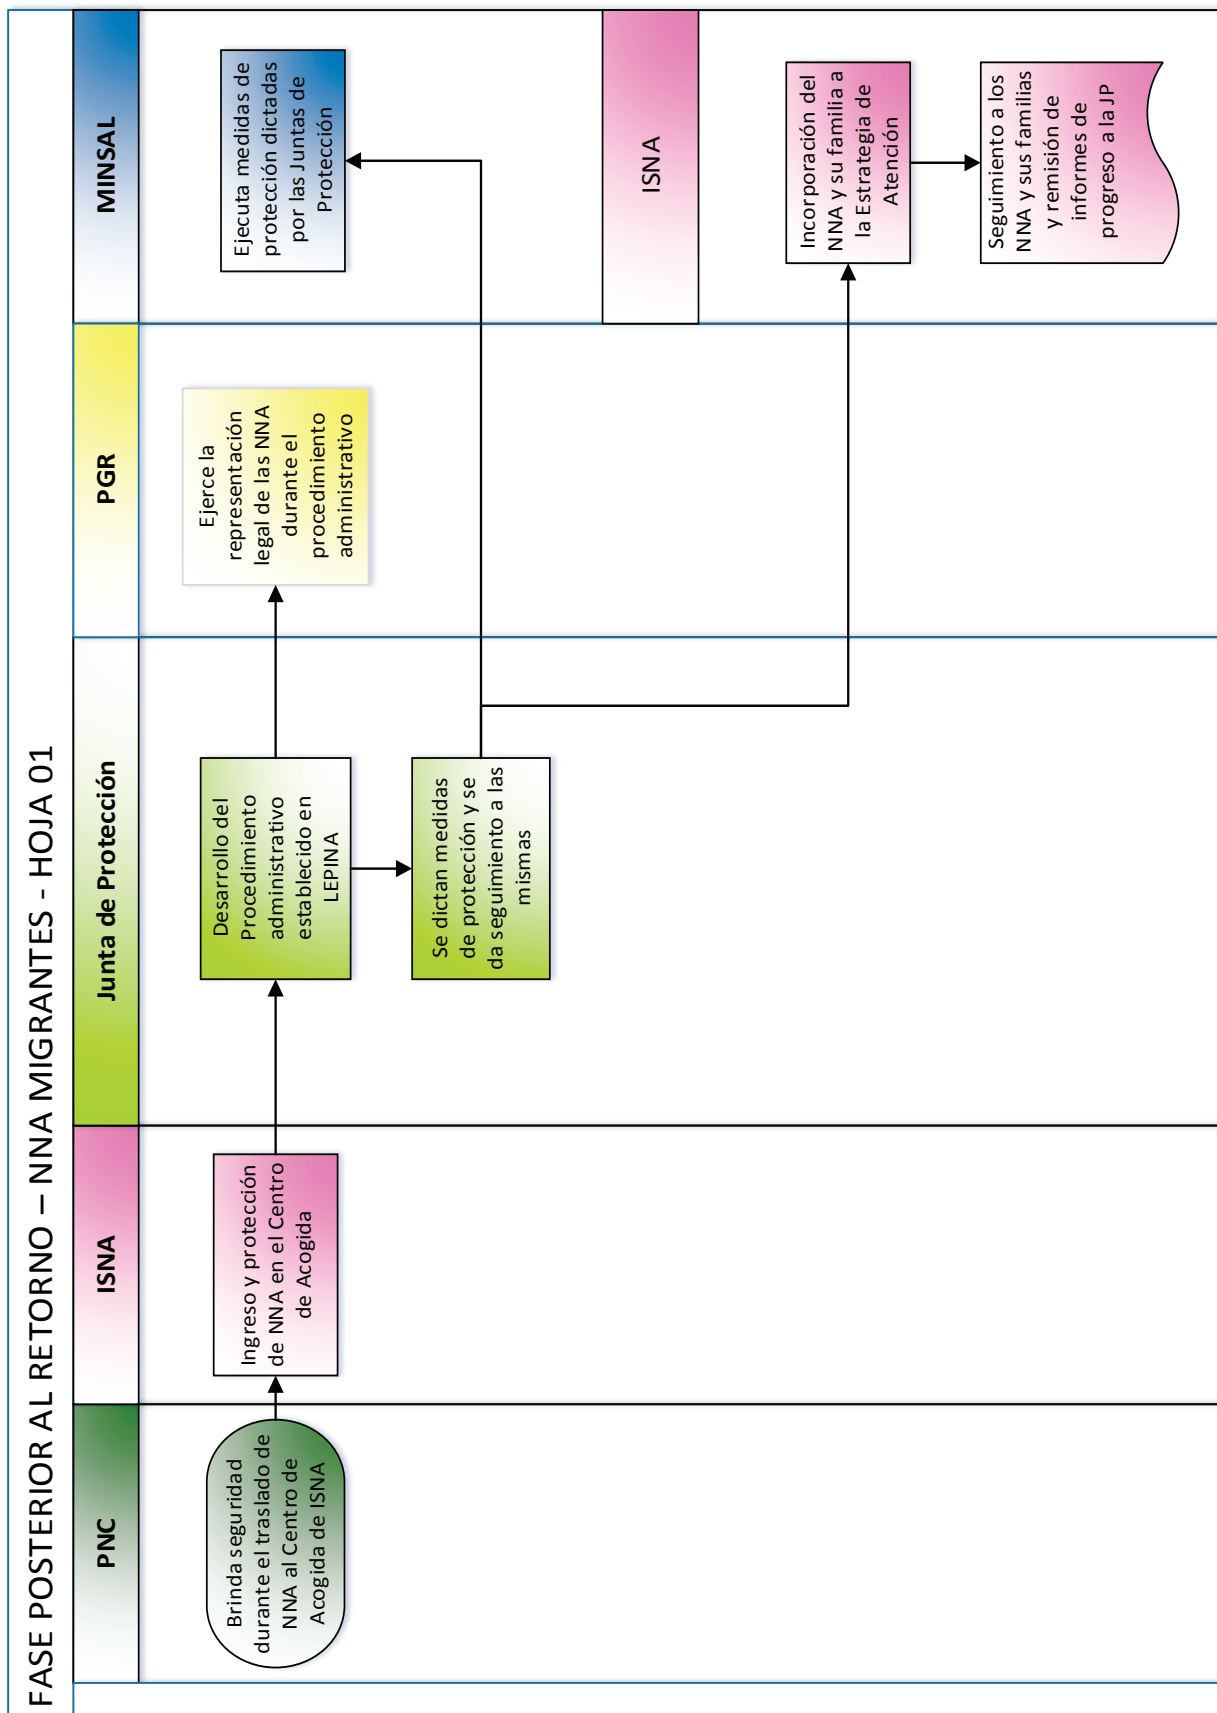 FASE POSTERIOR AL RETORNO – NNA MIGRANTES - HOJA 01
PNC
ISNA
Junta de Protección
PGR
MINSAL
Brinda seguridad
durante el traslado de
NNA al Centro de
Acogida de ISNA
Ingreso y protección
de NNA en el Centro
de Acogida
Desarrollo del
Procedimiento
administrativo
establecido en
LEPINA
Ejerce la
representación
legal de las NNA
durante el
procedimiento
administrativo
Ejecuta medidas de
protección dictadas
por las Juntas de
Protección
Se dictan medidas
de protección y se
da seguimiento a las
mismas
ISNA
Incorporación del
NNA y su familia a
la Estrategia de
Atención
Seguimiento a los
NNA y sus familias
y remisión de
informes de
progreso a la JP